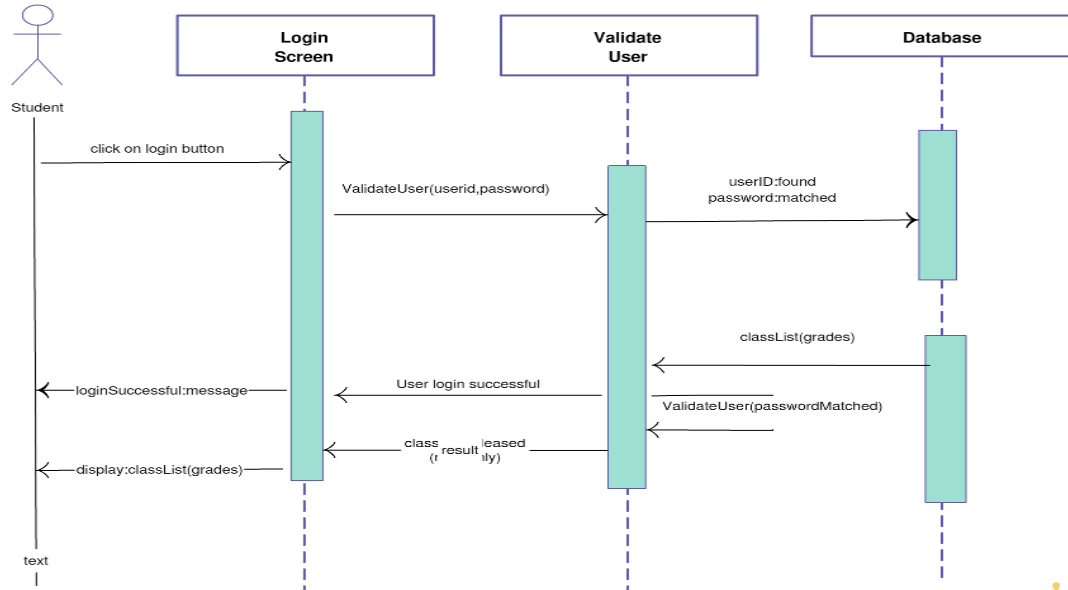 Login
Screen
Validate
User
Database
Student
click on login button
ValidateUser(userid,password)
userID:found
password:matched
classList(grades)
loginSuccessful:message
User login successful
ValidateUser(passwordMatched)
result
display:classList(grades)
text